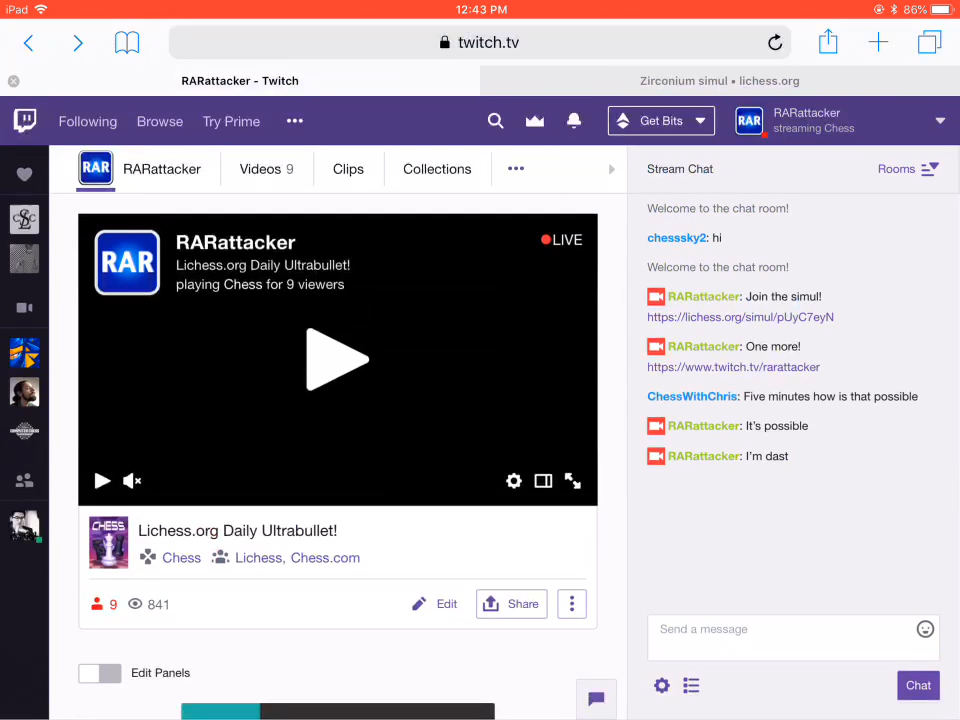 iPad 12:43 PM 86%
twitch.tv
RARattacker - Twitch
Zirconium simul • lichess.org
Following Browse Try Prime ••• Get Bits
RAR RARattacker
streaming Chess
RAR RARattacker Videos 9 Clips Collections •••
RAR
RARattacker
LIVE
Lichess.org Daily Ultrabullet!
playing Chess for 9 viewers
CHESS
Lichess.org Daily Ultrabullet!
Chess Lichess, Chess.com
9 841 Edit Share
Edit Panels
Stream Chat Rooms
Welcome to the chat room!
chesssky2: hi
Welcome to the chat room!
RARattacker: Join the simul!
https://lichess.org/simul/pUyC7eyN
RARattacker: One more!
https://www.twitch.tv/rarattacker
ChessWithChris: Five minutes how is that possible
RARattacker: It's possible
RARattacker: I'm dast
Send a message
Chat